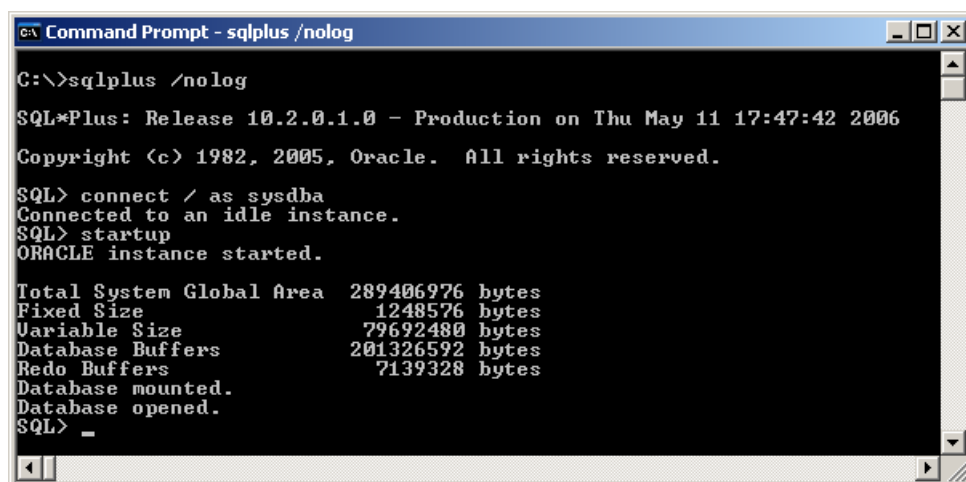 Command Prompt - sqlplus /nolog
C:\>sqlplus /nolog
SQL*Plus: Release 10.2.0.1.0 - Production on Thu May 11 17:47:42 2006
Copyright (c) 1982, 2005, Oracle.  All rights reserved.
SQL> connect / as sysdba
Connected to an idle instance.
SQL> startup
ORACLE instance started.
Total System Global Area  289406976 bytes
Fixed Size                  1248576 bytes
Variable Size              79692480 bytes
Database Buffers          201326592 bytes
Redo Buffers                7139328 bytes
Database mounted.
Database opened.
SQL> _